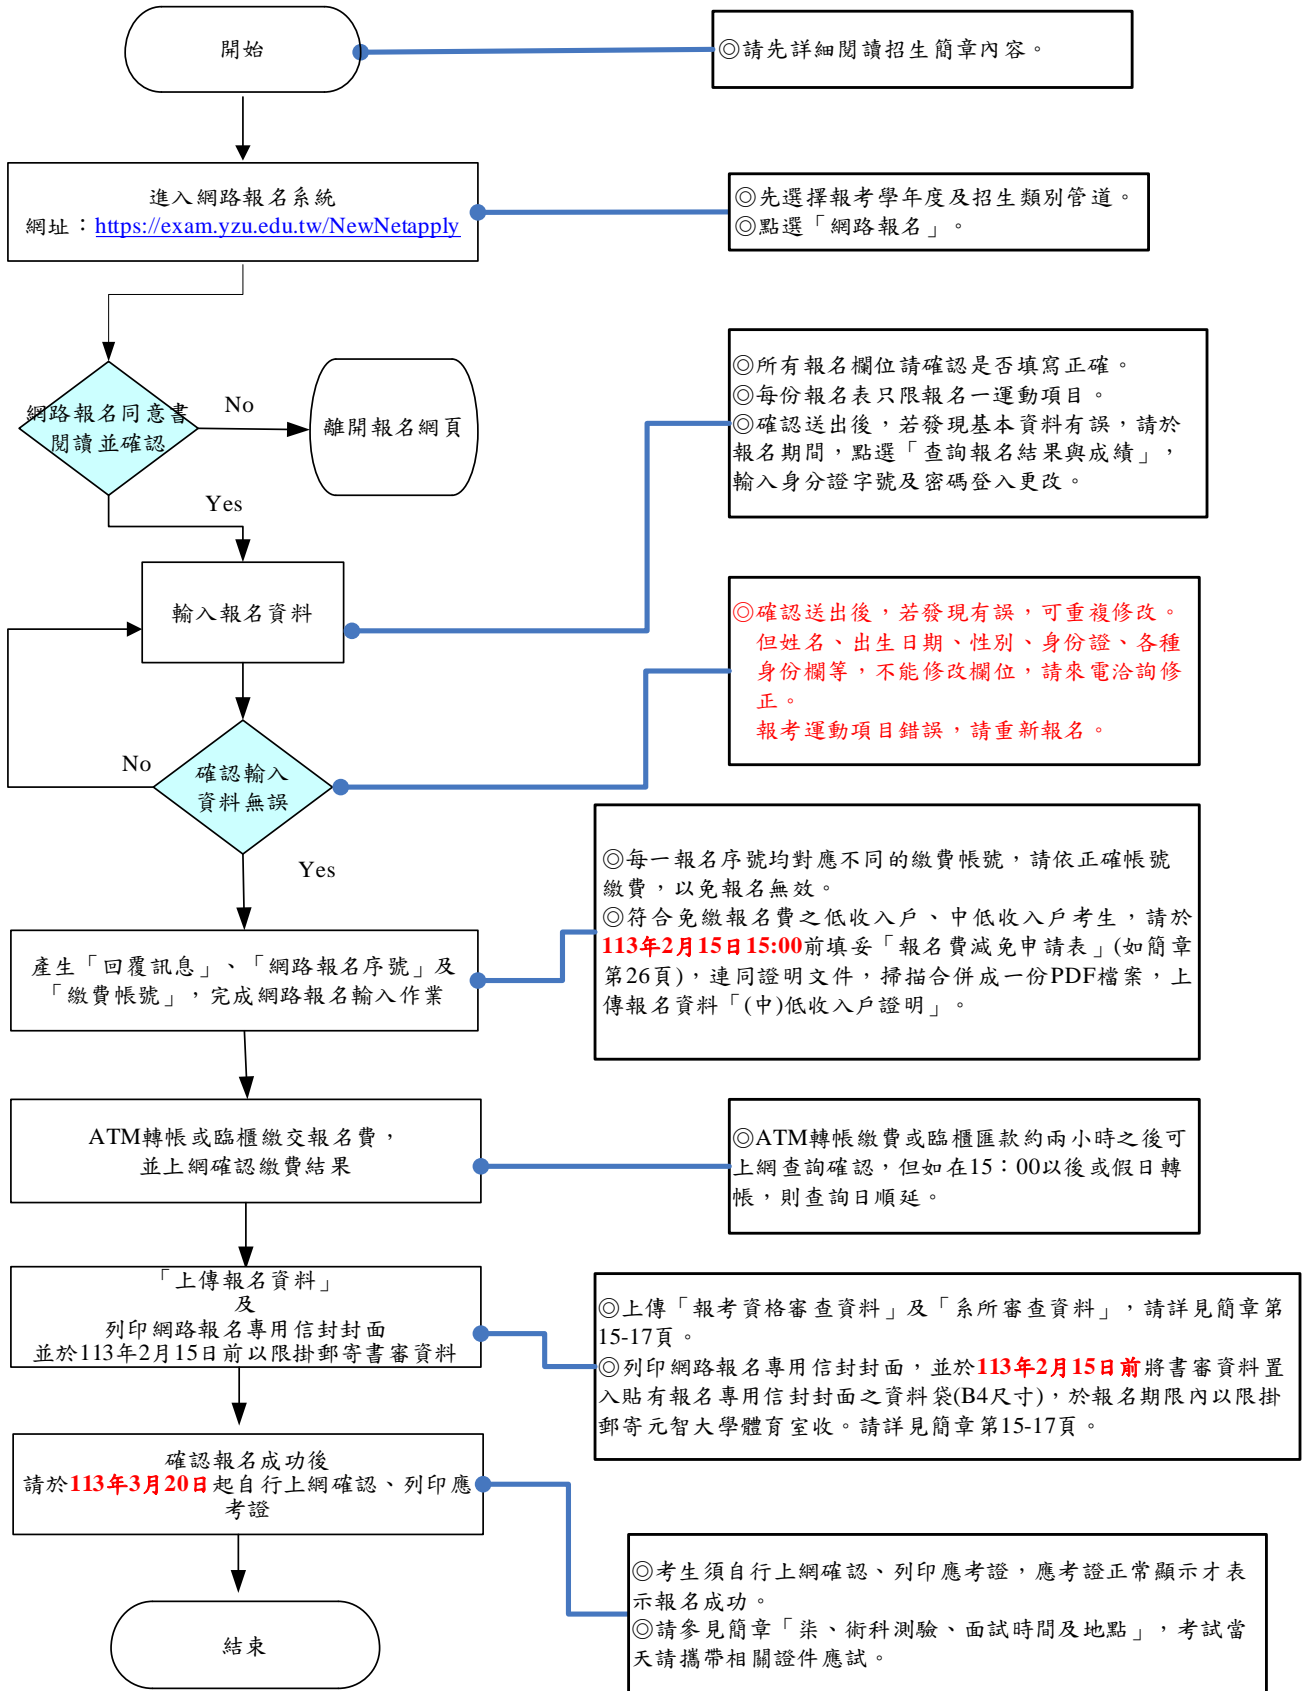 開始
◎請先詳細閱讀招生簡章內容。
進入網路報名系統
網址：https://exam.yzu.edu.tw/NewNetapply
◎先選擇報考學年度及招生類別管道。
◎點選「網路報名」。
網路報名同意書
閱讀並確認
No
離開報名網頁
Yes
◎所有報名欄位請確認是否填寫正確。
◎每份報名表只限報名一運動項目。
◎確認送出後，若發現基本資料有誤，請於
報名期間，點選「查詢報名結果與成績」，
輸入身分證字號及密碼登入更改。
輸入報名資料
◎確認送出後，若發現有誤，可重複修改。
但姓名、出生日期、性別、身份證、各種
身份欄等，不能修改欄位，請來電洽詢修
正。
報考運動項目錯誤，請重新報名。
No
確認輸入
資料無誤
Yes
◎每一報名序號均對應不同的繳費帳號，請依正確帳號
繳費，以免報名無效。
◎符合免繳報名費之低收入戶、中低收入戶考生，請於
113年2月15日15:00前填妥「報名費減免申請表」(如簡章
第26頁)，連同證明文件，掃描合併成一份PDF檔案，上
傳報名資料「(中)低收入戶證明」。
產生「回覆訊息」、「網路報名序號」及
「繳費帳號」，完成網路報名輸入作業
ATM轉帳或臨櫃繳交報名費，
並上網確認繳費結果
◎ATM轉帳繳費或臨櫃匯款約兩小時之後可
上網查詢確認，但如在15：00以後或假日轉
帳，則查詢日順延。
「上傳報名資料」
及
列印網路報名專用信封封面
並於113年2月15日前以限掛郵寄書審資料
◎上傳「報考資格審查資料」及「系所審查資料」，請詳見簡章第
15-17頁。
◎列印網路報名專用信封封面，並於113年2月15日前將書審資料置
入貼有報名專用信封封面之資料袋(B4尺寸)，於報名期限內以限掛
郵寄元智大學體育室收。請詳見簡章第15-17頁。
確認報名成功後
請於113年3月20日起自行上網確認、列印應
考證
◎考生須自行上網確認、列印應考證，應考證正常顯示才表
示報名成功。
◎請參見簡章「柒、術科測驗、面試時間及地點」，考試當
天請攜帶相關證件應試。
結束